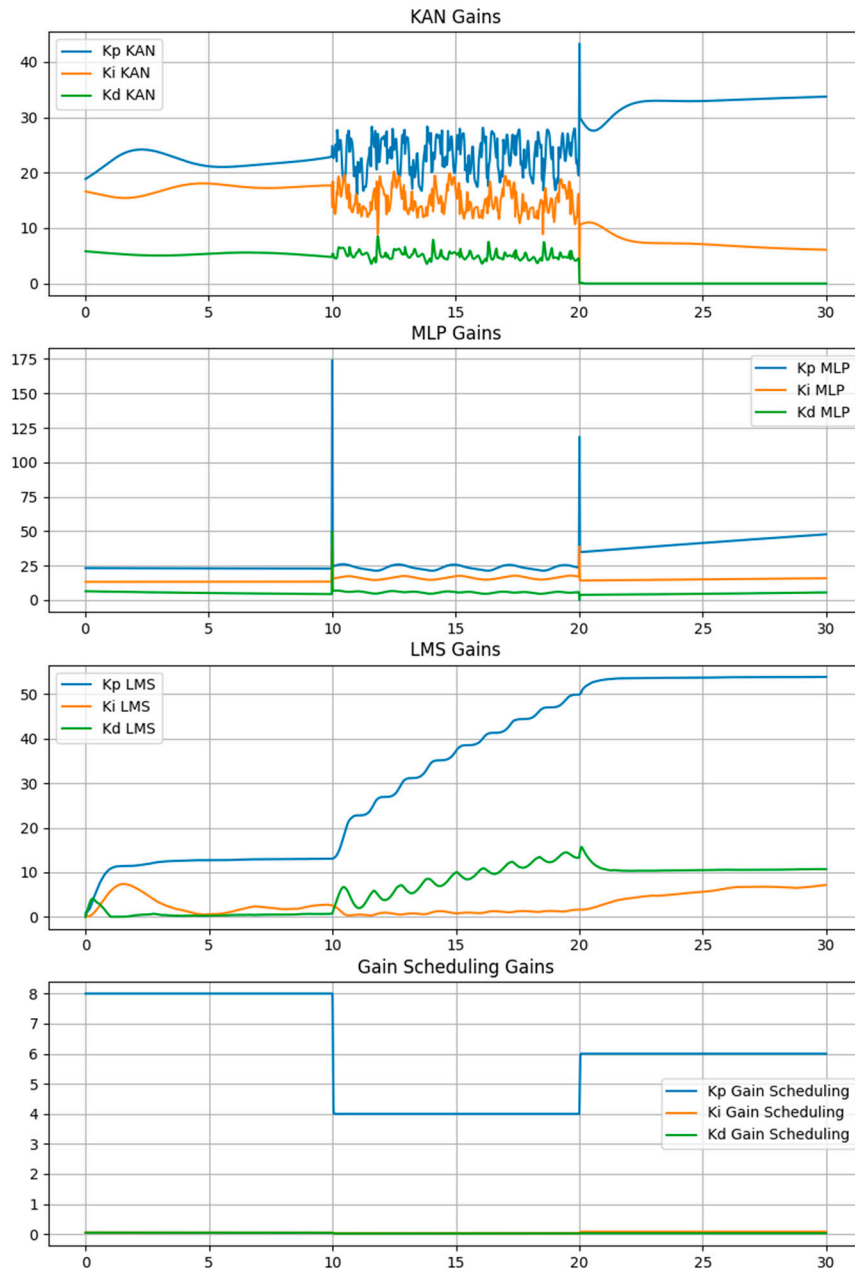 KAN Gains
Kp KAN
Ki KAN
Kd KAN
40
30
20
10
0
0 5 10 15 20 25 30
MLP Gains
Kp MLP
Ki MLP
Kd MLP
175
150
125
100
75
50
25
0
0 5 10 15 20 25 30
LMS Gains
Kp LMS
Ki LMS
Kd LMS
50
40
30
20
10
0
0 5 10 15 20 25 30
Gain Scheduling Gains
8
7
6
5
4
3
2
1
0
Kp Gain Scheduling
Ki Gain Scheduling
Kd Gain Scheduling
0 5 10 15 20 25 30